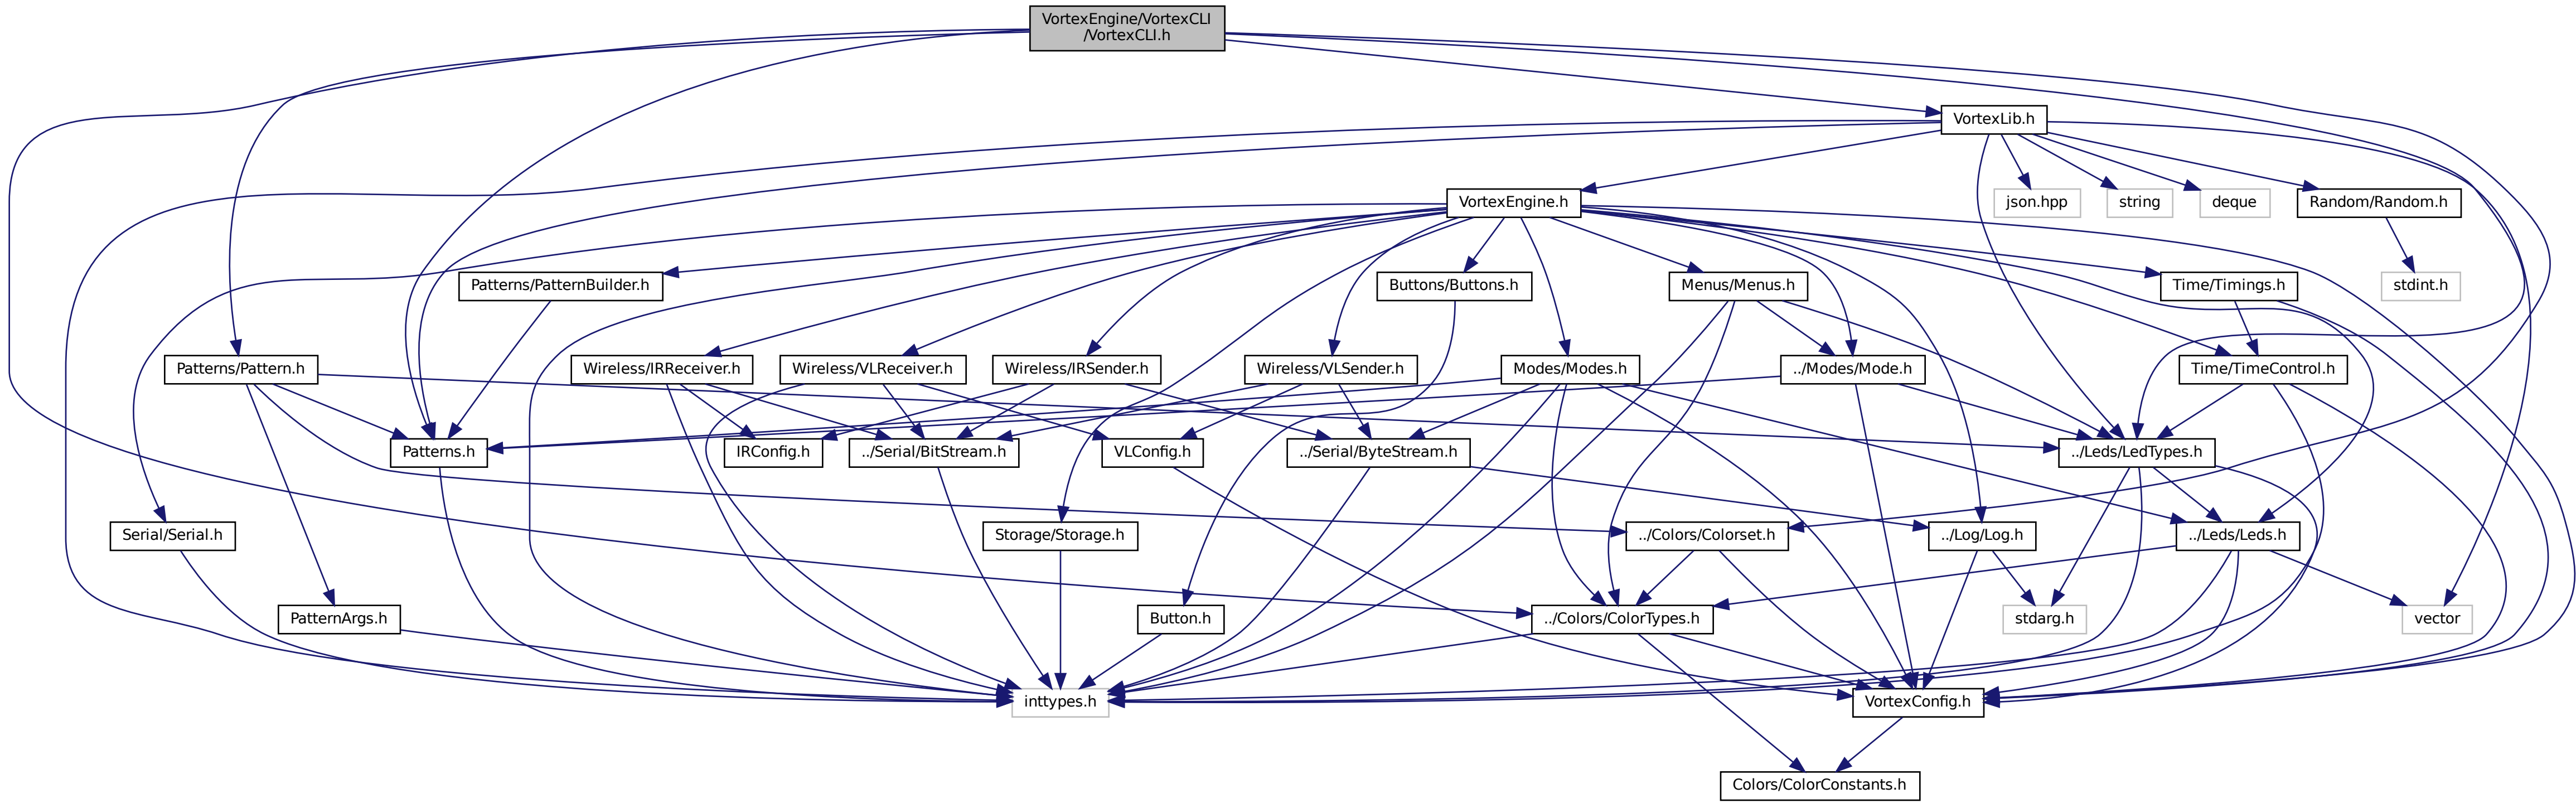 VortexEngine/VortexCLI
/VortexCLI.h
VortexLib.h
VortexEngine.h
json.hpp
string
deque
Random/Random.h
Patterns/PatternBuilder.h
Buttons/Buttons.h
Menus/Menus.h
Time/Timings.h
stdint.h
Patterns/Pattern.h
Wireless/IRReceiver.h
Wireless/VLReceiver.h
Wireless/IRSender.h
Wireless/VLSender.h
Modes/Modes.h
../Modes/Mode.h
Time/TimeControl.h
Patterns.h
IRConfig.h
../Serial/BitStream.h
VLConfig.h
../Serial/ByteStream.h
../Leds/LedTypes.h
Serial/Serial.h
Storage/Storage.h
../Colors/Colorset.h
../Log/Log.h
../Leds/Leds.h
PatternArgs.h
Button.h
../Colors/ColorTypes.h
stdarg.h
vector
inttypes.h
VortexConfig.h
Colors/ColorConstants.h